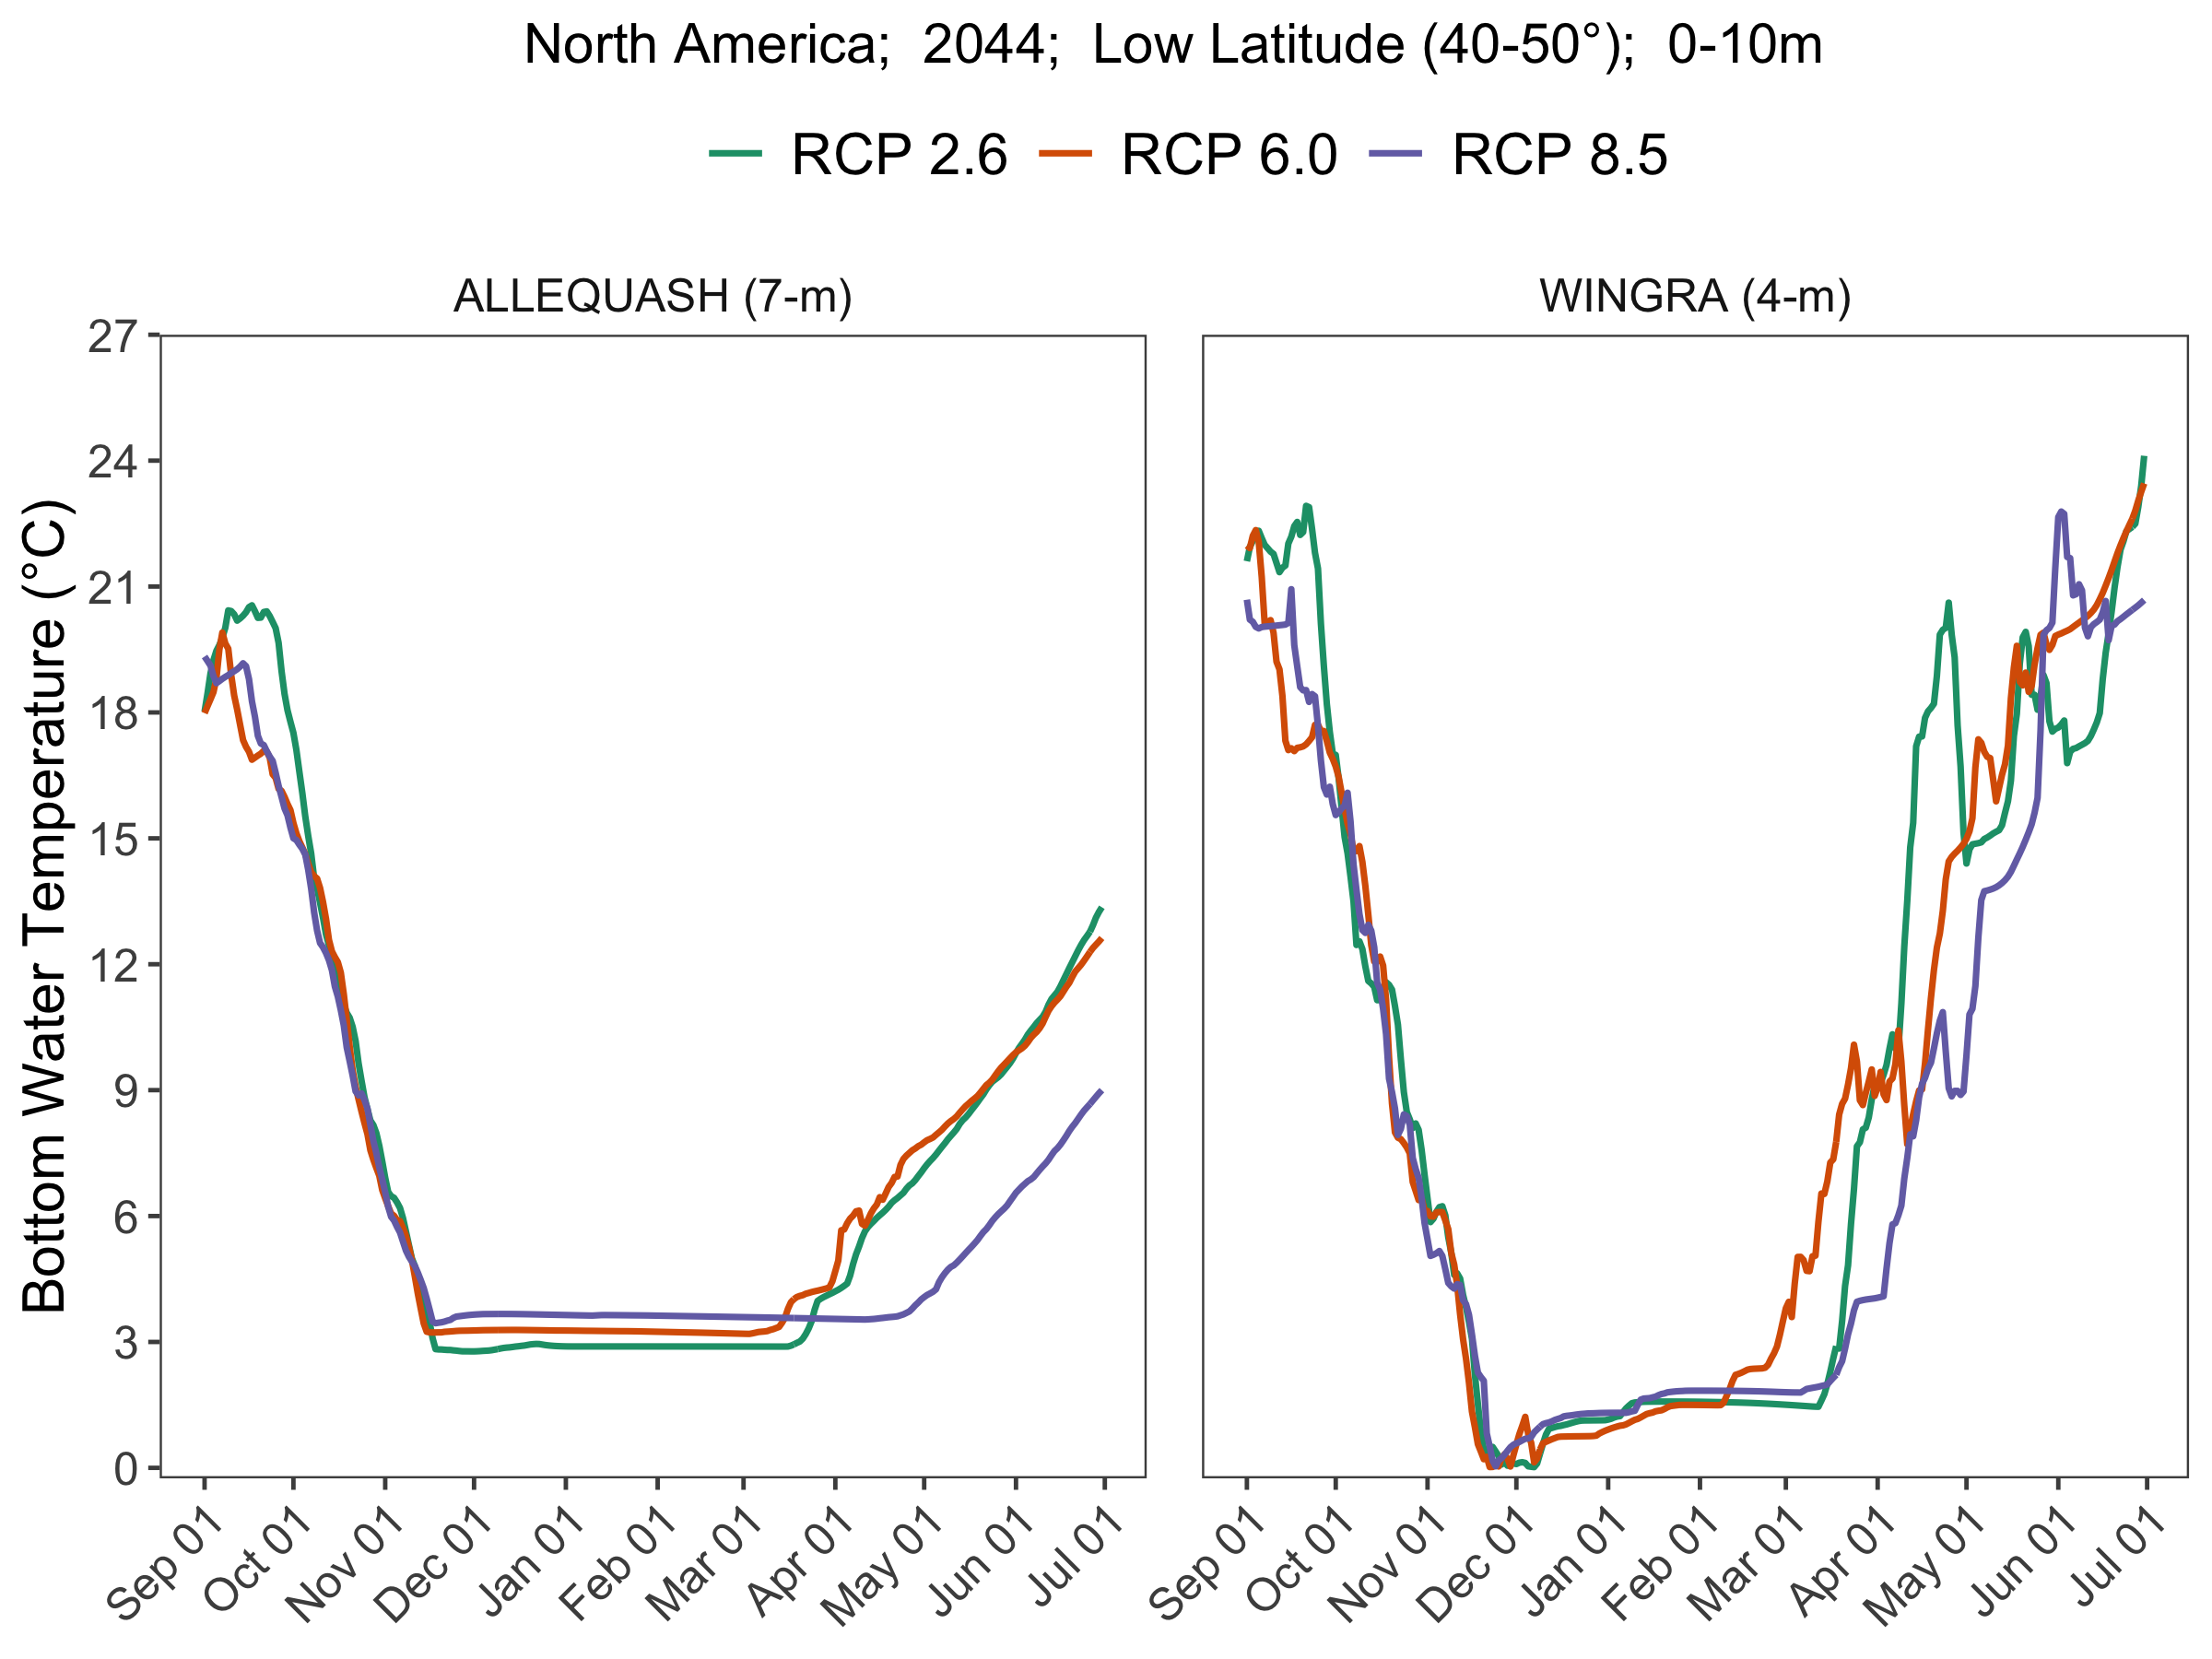 North America;  2044;  Low Latitude (40-50°);  0-10m
RCP 2.6 RCP 6.0 RCP 8.5
ALLEQUASH (7-m) WINGRA (4-m)
Bottom Water Temperature (°C)
27
24
21
18
15
12
9
6
3
0
Sep 01 Oct 01 Nov 01 Dec 01 Jan 01 Feb 01 Mar 01 Apr 01 May 01 Jun 01 Jul 01 Sep 01 Oct 01 Nov 01 Dec 01 Jan 01 Feb 01 Mar 01 Apr 01 May 01 Jun 01 Jul 01